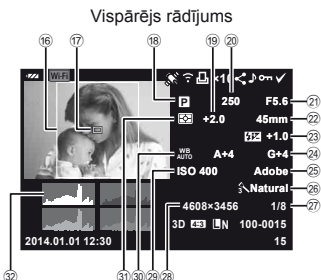 Vispārējs rādījums
⑯ ⑰ ⑱ ⑲ ⑳
Wi-Fi ×10
P 250 F5.6 ㉑
+2.0 45mm ㉒
+1.0 ㉓
WB AUTO A+4 G+4 ㉔
ISO 400 Adobe ㉕
Natural ㉖
4608×3456 1/8 ㉗
3D 4:3 LN 100-0015
2014.01.01 12:30 15
㉜ ㉛ ㉚ ㉙ ㉘